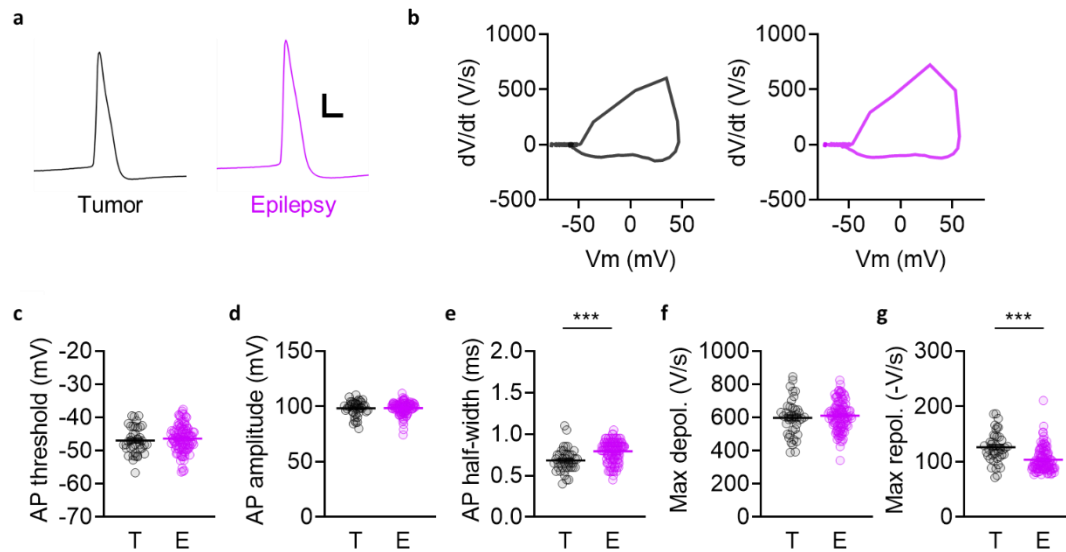 a
Tumor
Epilepsy
b
dV/dt (V/s)
1000
500
0
-500
-50
0
50
Vm (mV)
dV/dt (V/s)
1000
500
0
-500
-50
0
50
Vm (mV)
c
AP threshold (mV)
-20
-30
-40
-50
-60
-70
T
E
d
AP amplitude (mV)
150
100
50
0
T
E
e
***
AP half-width (ms)
2.0
1.5
1.0
0.5
0.0
T
E
f
Max depol. (V/s)
1000
800
600
400
200
0
T
E
g
***
Max repol. (-V/s)
300
200
100
0
T
E